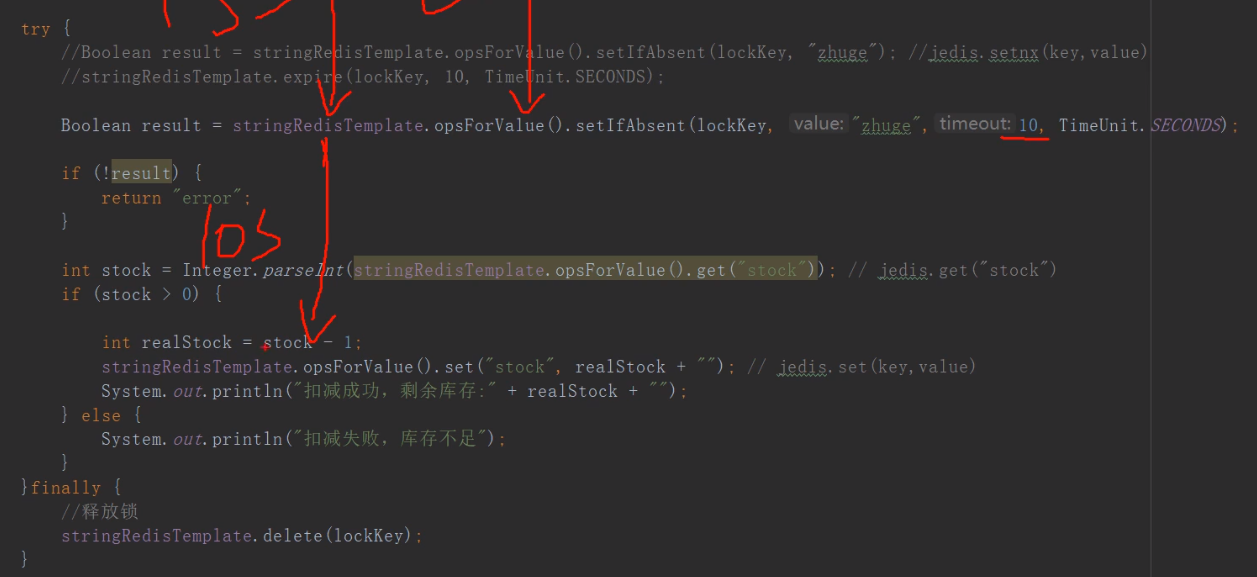 15s
try {
//Boolean result = stringRedisTemplate.opsForValue().setIfAbsent(lockKey, "zhuge"); //jedis.setnx(key,value)
//stringRedisTemplate.expire(lockKey, 10, TimeUnit.SECONDS);
Boolean result = stringRedisTemplate.opsForValue().setIfAbsent(lockKey, value: "zhuge", timeout: 10, TimeUnit.SECONDS);
if (!result) {
return "error";
}
10s
int stock = Integer.parseInt(stringRedisTemplate.opsForValue().get("stock")); // jedis.get("stock")
if (stock > 0) {
int realStock = stock - 1;
stringRedisTemplate.opsForValue().set("stock", realStock + ""); // jedis.set(key,value)
System.out.println("扣减成功，剩余库存:" + realStock + "");
} else {
System.out.println("扣减失败，库存不足");
}
}finally {
//释放锁
stringRedisTemplate.delete(lockKey);
}